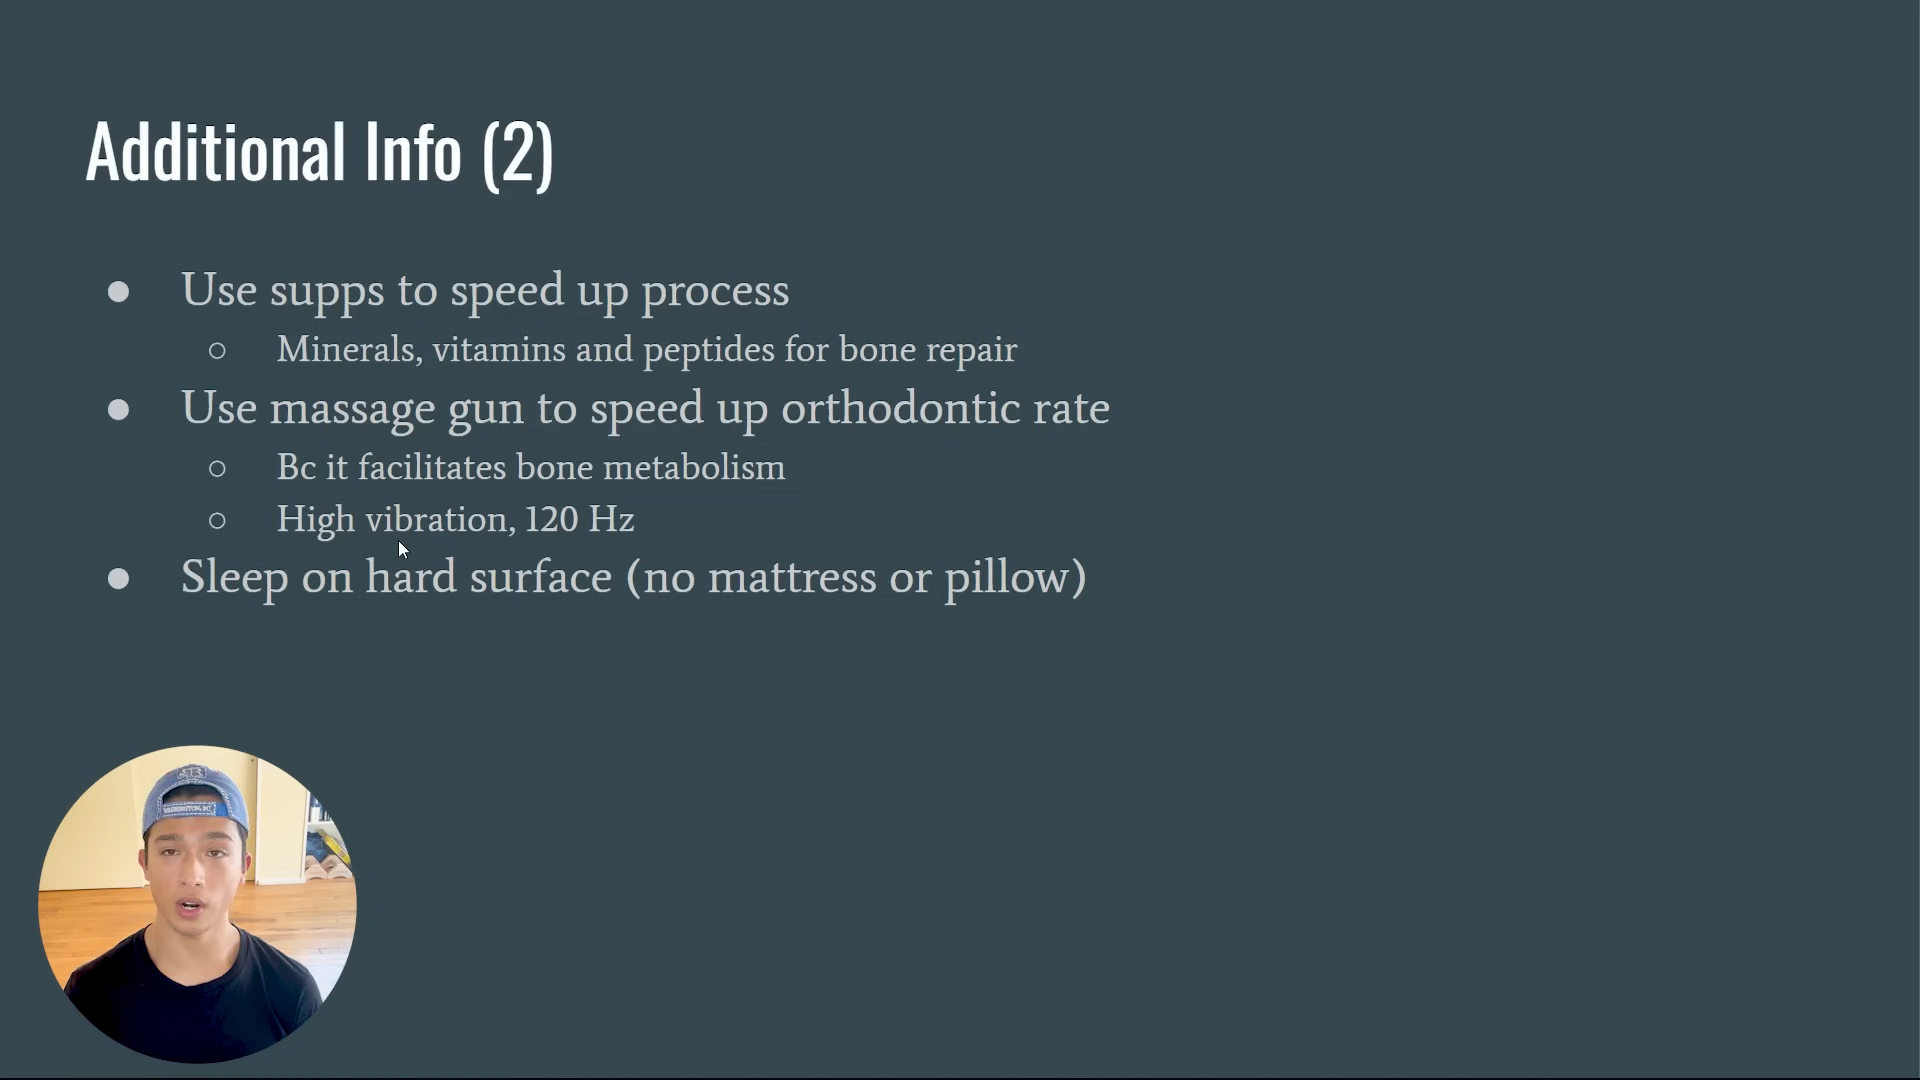 Additional Info (2)
Use supps to speed up process
Minerals, vitamins and peptides for bone repair
Use massage gun to speed up orthodontic rate
Bc it facilitates bone metabolism
High vibration, 120 Hz
Sleep on hard surface (no mattress or pillow)